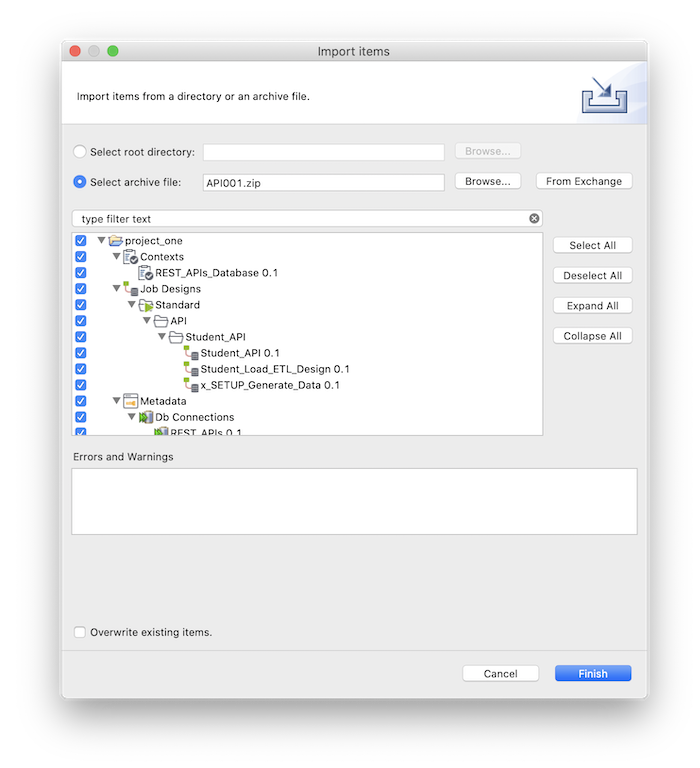 Import items
Import items from a directory or an archive file.
Select root directory:
Browse...
Select archive file:
API001.zip
Browse...
From Exchange
type filter text
project_one
Contexts
REST_APIs_Database 0.1
Job Designs
Standard
API
Student_API
Student_API 0.1
Student_Load_ETL_Design 0.1
x_SETUP_Generate_Data 0.1
Metadata
Db Connections
REST_APIs 0.1
Select All
Deselect All
Expand All
Collapse All
Errors and Warnings
Overwrite existing items.
Cancel
Finish